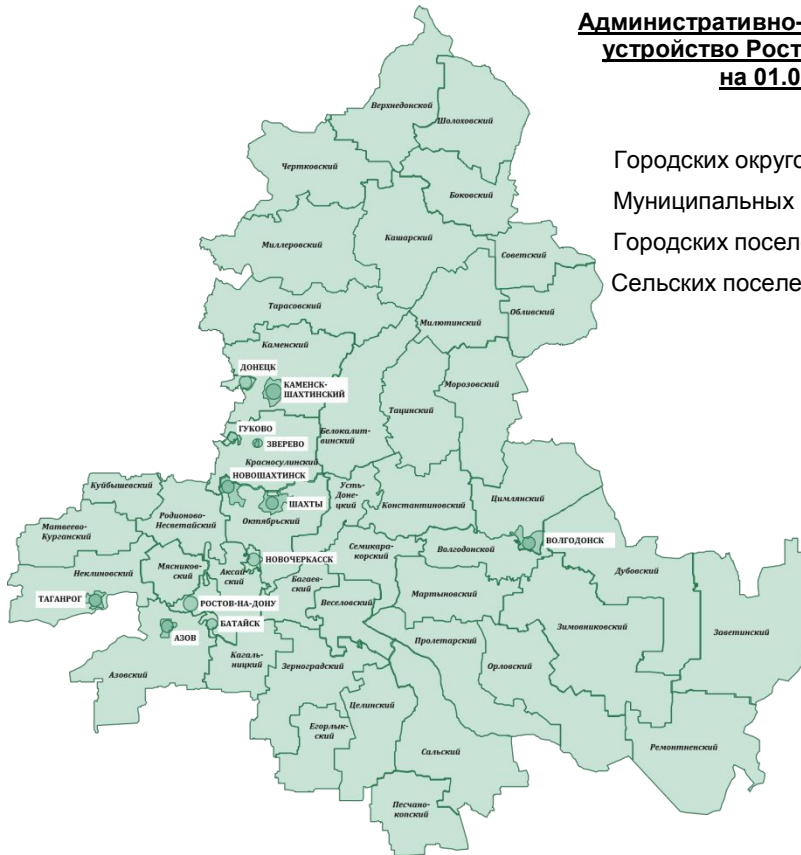 Административно-
устройство Рост
на 01.0
Городских округо
Муниципальных
Городских посел
Сельских поселе
Верхнедонской
Шолоховский
Чертковский
Боковский
Миллеровский
Кашарский
Советский
Тарасовский
Милютинский
Обливский
Каменский
ДОНЕЦК
КАМЕНСК-
ШАХТИНСКИЙ
Морозовский
Тацинский
ГУКОВО
ЗВЕРЕВО
Белокалит-
винский
Красносулинский
НОВОШАХТИНСК
Куйбышевский
Усть-
Доне-
цкий
Цимлянский
ШАХТЫ
Константиновский
Родионово-
Несветайский
Октябрьский
Матвеево-
Курганский
ВОЛГОДОНСК
Семикара-
корский
Волгодонской
НОВОЧЕРКАССК
Мяснико-
вский
Аксай-
ский
Неклиновский
Дубовский
Багаев-
ский
Мартыновский
ТАГАНРОГ
РОСТОВ-НА-ДОНУ
Веселовский
БАТАЙСК
Зимовниковский
Заветинский
АЗОВ
Пролетарский
Кагаль-
ницкий
Зерноградский
Орловский
Азовский
Целинский
Егорлык-
ский
Сальский
Ремонтненский
Песчано-
копский